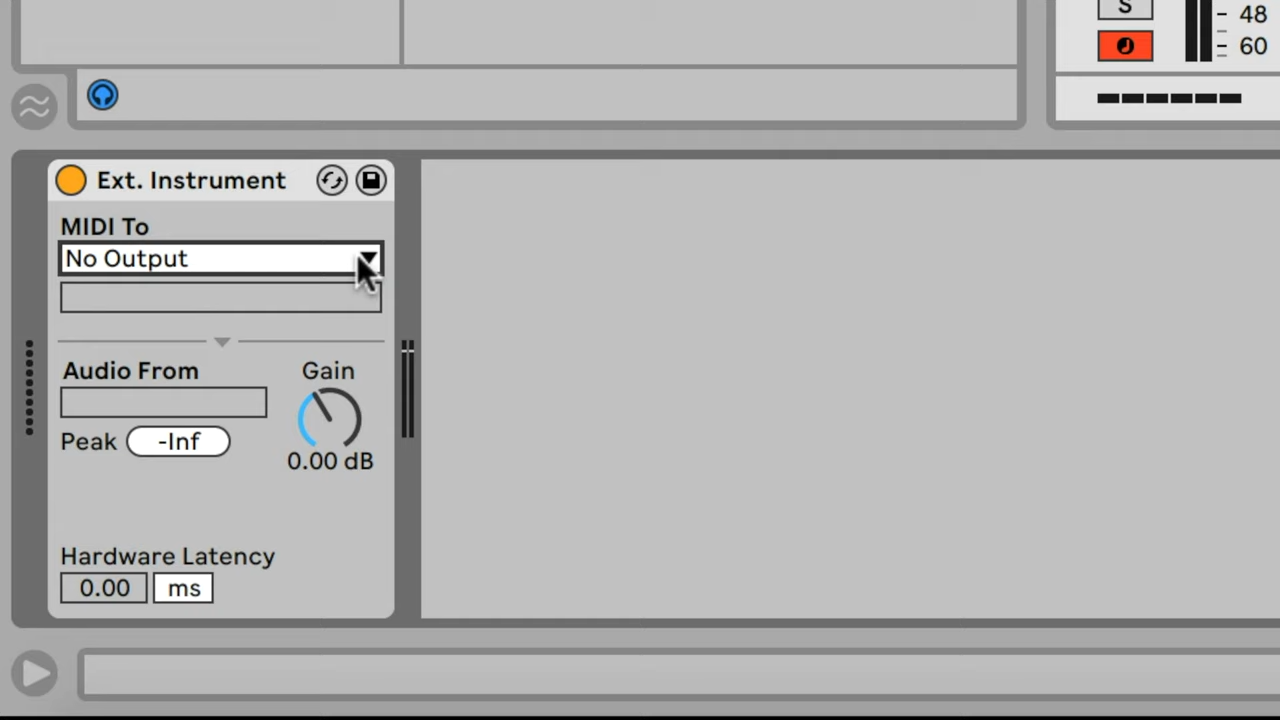 S
48
60
Ext. Instrument
MIDI To
No Output
Audio From
Gain
Peak -Inf
0.00 dB
Hardware Latency
0.00 ms